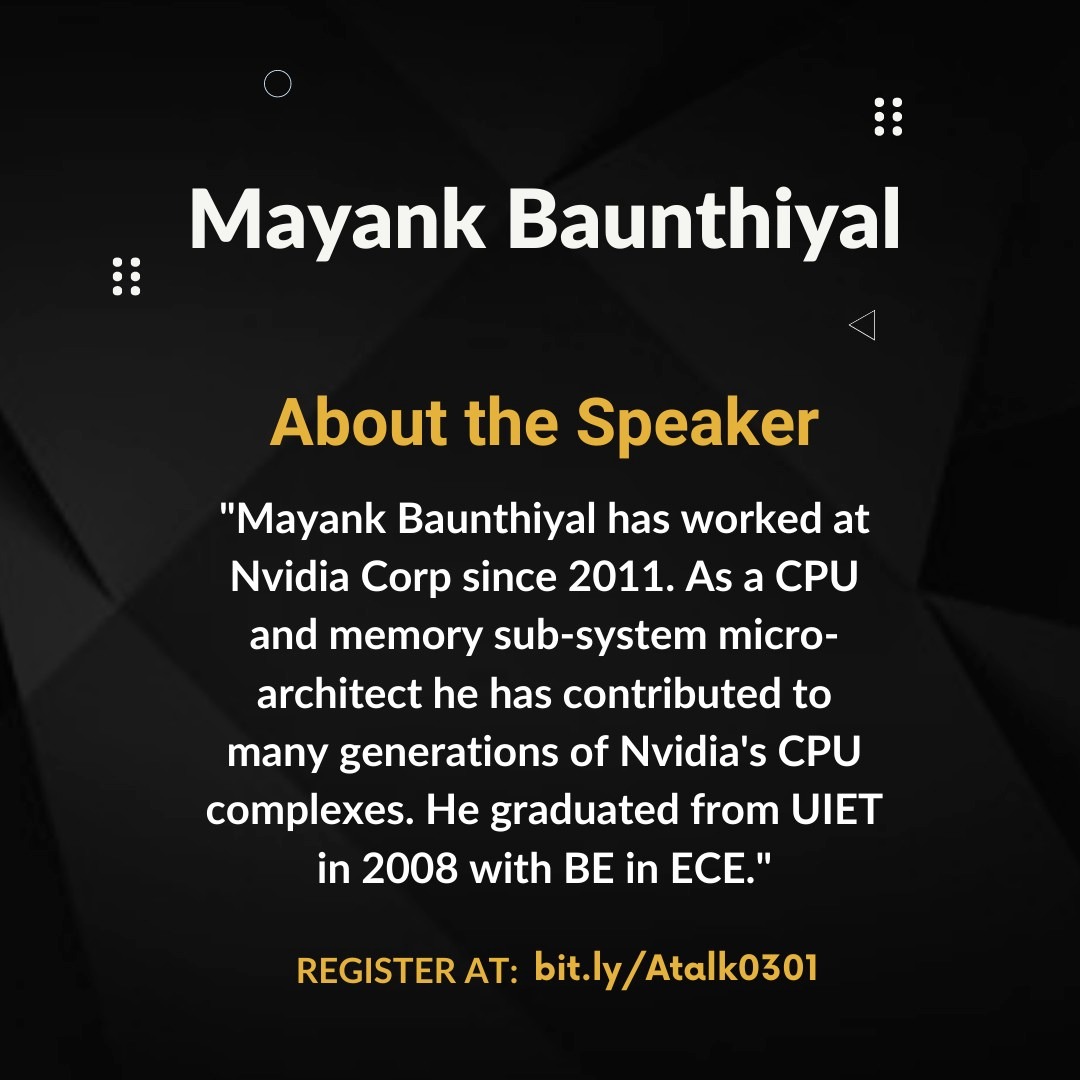 Mayank Baunthiyal
About the Speaker
"Mayank Baunthiyal has worked at
Nvidia Corp since 2011. As a CPU
and memory sub-system micro-
architect he has contributed to
many generations of Nvidia's CPU
complexes. He graduated from UIET
in 2008 with BE in ECE."
REGISTER AT: bit.ly/Atalk0301